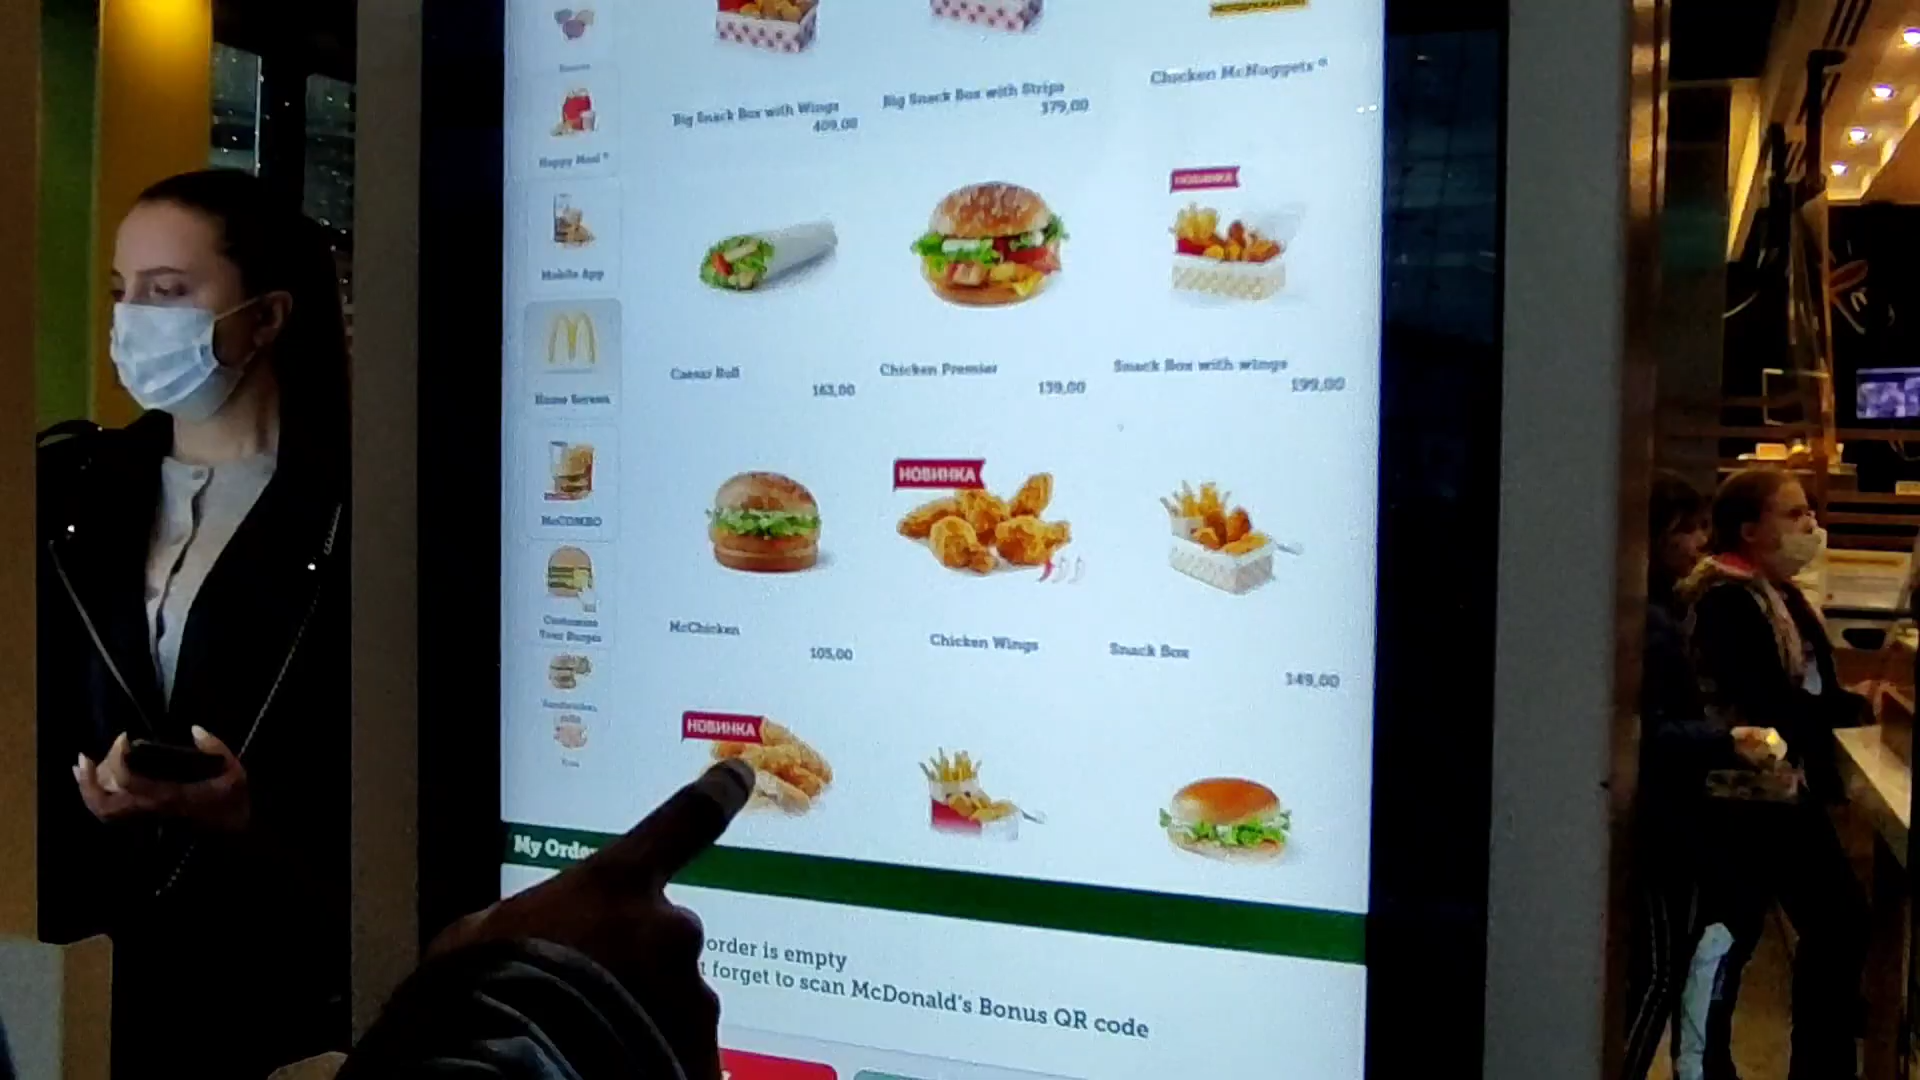 Big Snack Box with Wings
409,00
Big Snack Box with Strips
379,00
Chicken McNuggets®
Happy Meal®
НОВИНКА
Mobile App
Caesar Roll
163,00
Chicken Premier
139,00
Snack Box with wings
199,00
Home Screen
НОВИНКА
McCOMBO
McChicken
105,00
Chicken Wings
Snack Box
149,00
Customize
Your Burger
НОВИНКА
My Order
order is empty
t forget to scan McDonald's Bonus QR code